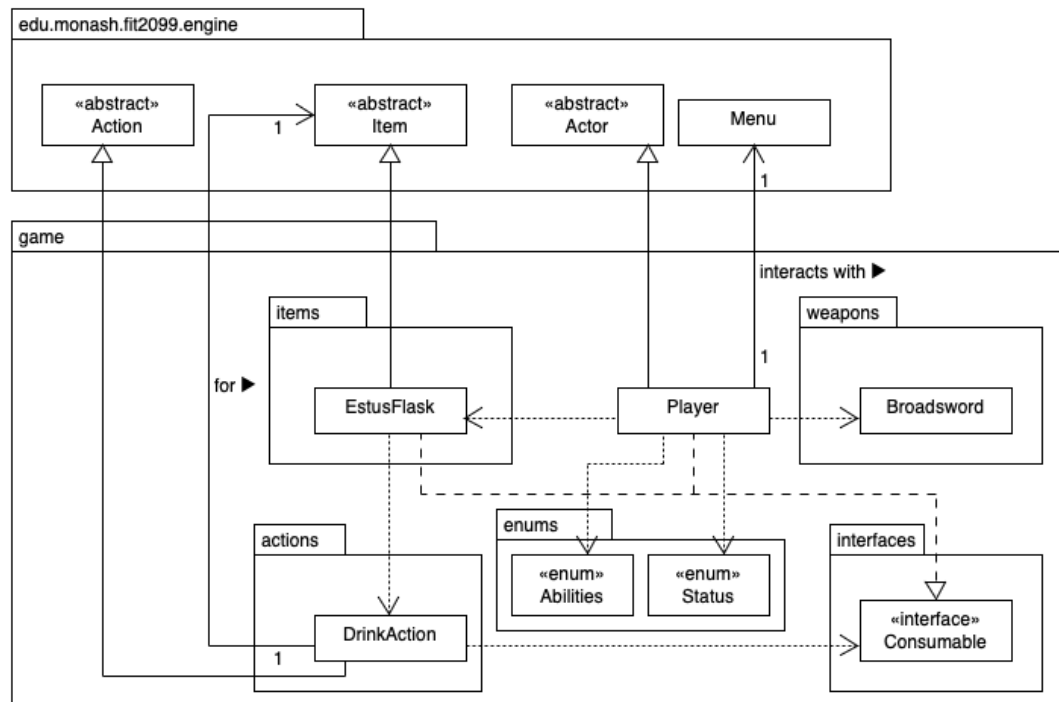 edu.monash.fit2099.engine
«abstract»
Action
«abstract»
Item
«abstract»
Actor
Menu
1
1
game
interacts with ▶
items
weapons
for ▶
1
EstusFlask
Player
Broadsword
actions
enums
interfaces
«enum»
Abilities
«enum»
Status
DrinkAction
«interface»
Consumable
1